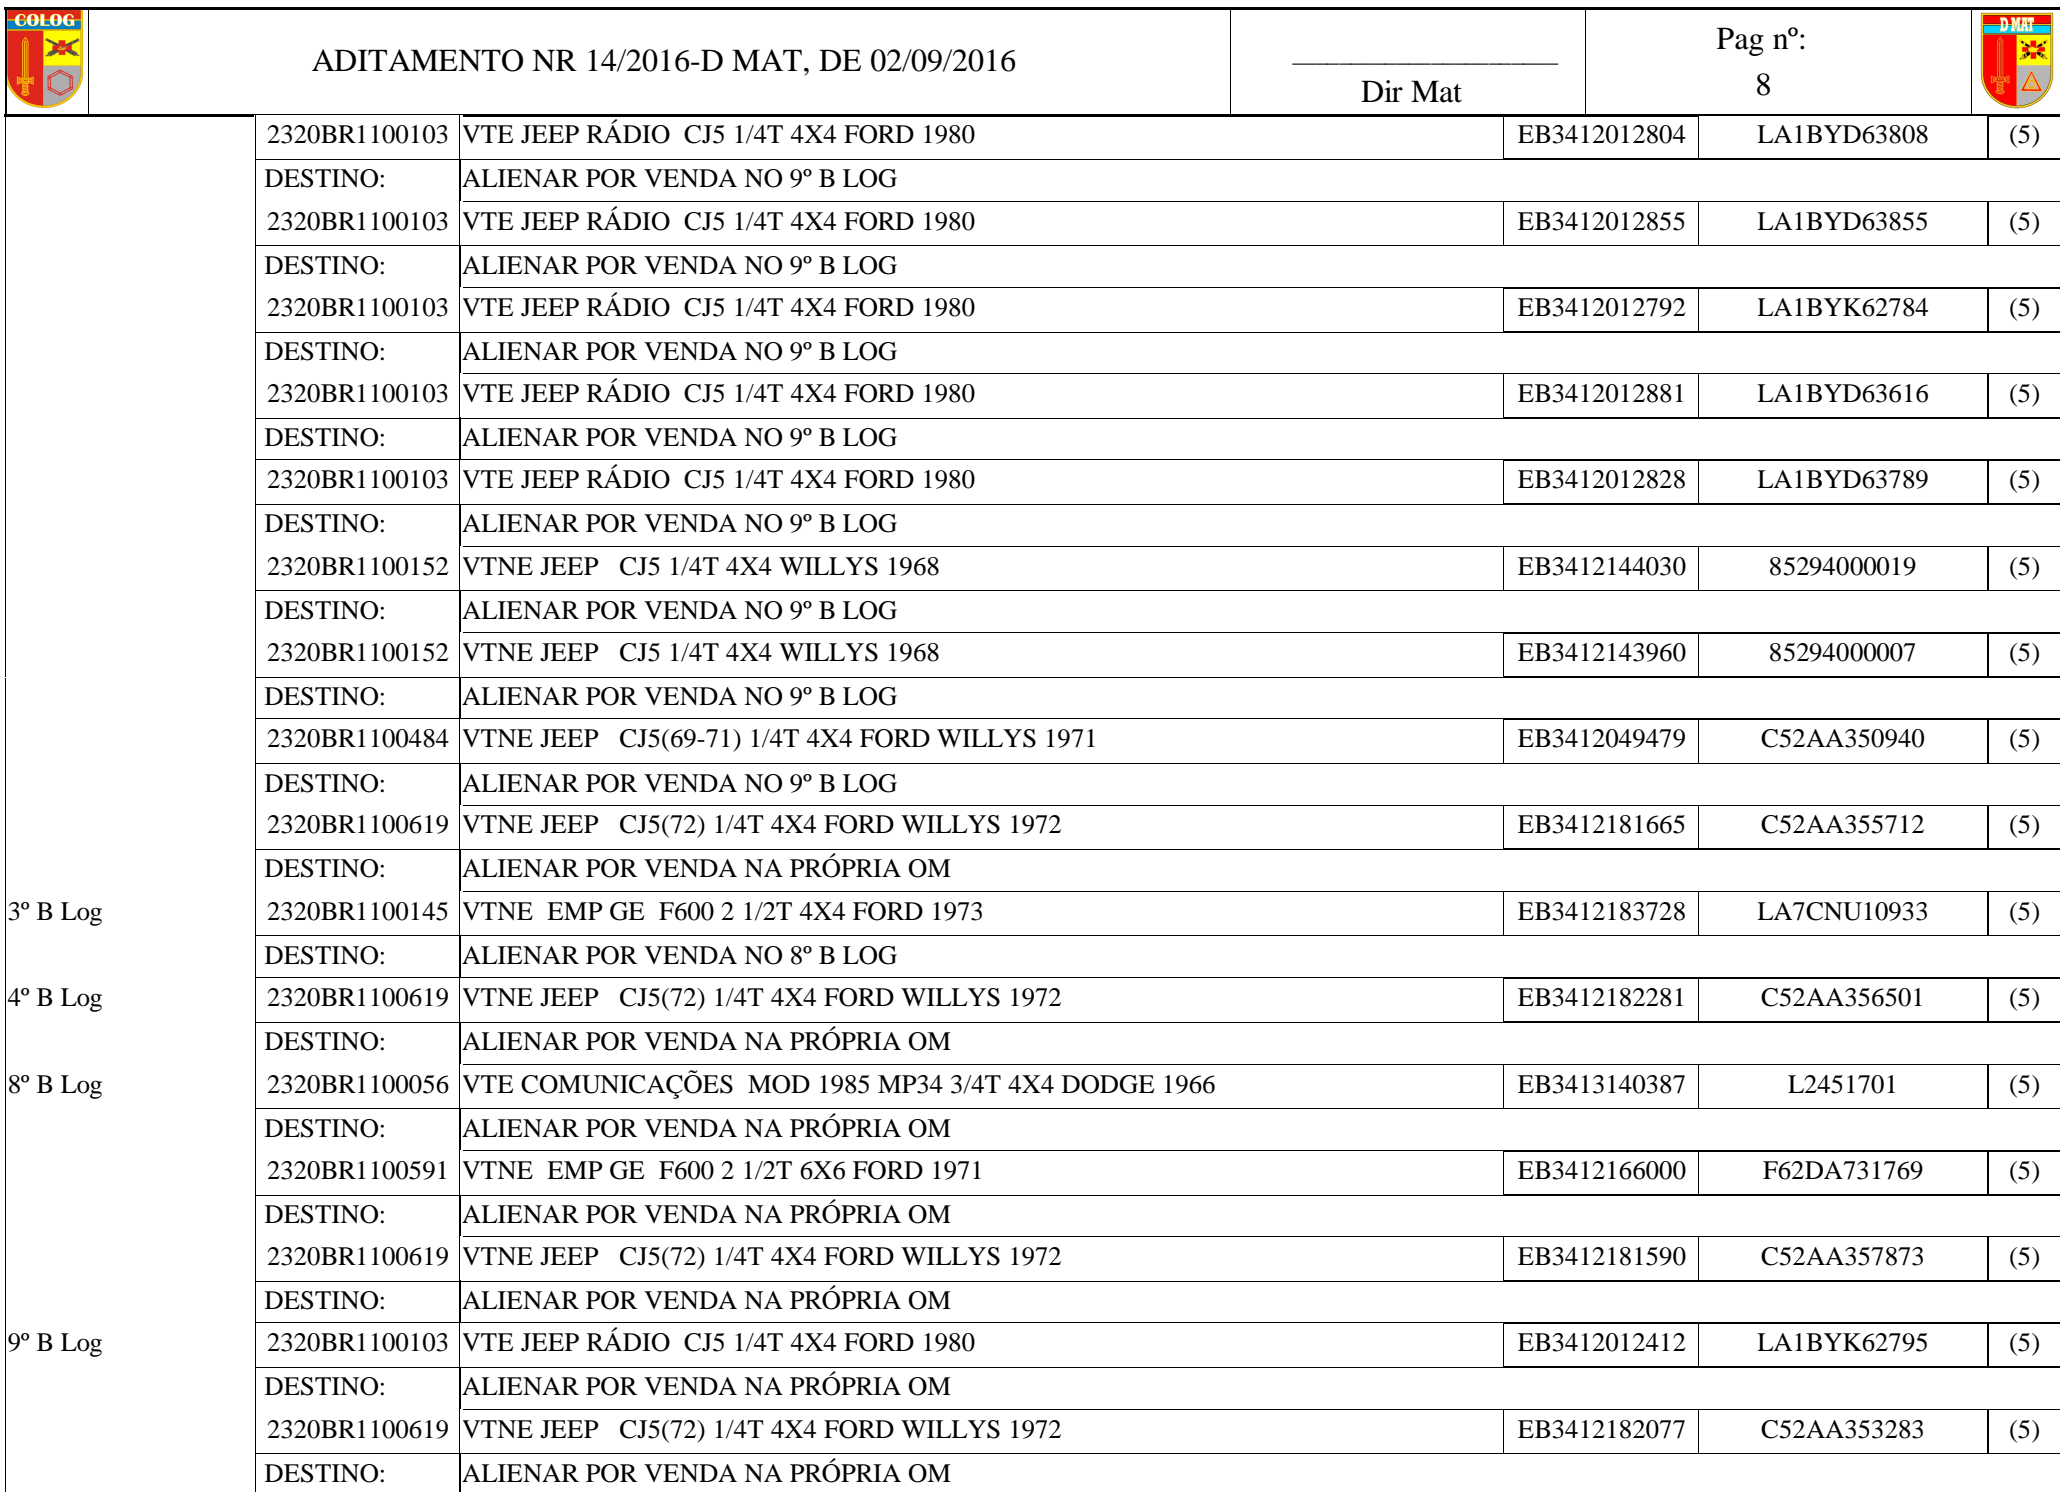 COLOG
ADITAMENTO NR 14/2016-D MAT, DE 02/09/2016
Dir Mat
Pag nº:
8
D MAT
2320BR1100103 VTE JEEP RÁDIO CJ5 1/4T 4X4 FORD 1980 EB3412012804 LA1BYD63808 (5)
DESTINO: ALIENAR POR VENDA NO 9º B LOG
2320BR1100103 VTE JEEP RÁDIO CJ5 1/4T 4X4 FORD 1980 EB3412012855 LA1BYD63855 (5)
DESTINO: ALIENAR POR VENDA NO 9º B LOG
2320BR1100103 VTE JEEP RÁDIO CJ5 1/4T 4X4 FORD 1980 EB3412012792 LA1BYK62784 (5)
DESTINO: ALIENAR POR VENDA NO 9º B LOG
2320BR1100103 VTE JEEP RÁDIO CJ5 1/4T 4X4 FORD 1980 EB3412012881 LA1BYD63616 (5)
DESTINO: ALIENAR POR VENDA NO 9º B LOG
2320BR1100103 VTE JEEP RÁDIO CJ5 1/4T 4X4 FORD 1980 EB3412012828 LA1BYD63789 (5)
DESTINO: ALIENAR POR VENDA NO 9º B LOG
2320BR1100152 VTNE JEEP CJ5 1/4T 4X4 WILLYS 1968 EB3412144030 85294000019 (5)
DESTINO: ALIENAR POR VENDA NO 9º B LOG
2320BR1100152 VTNE JEEP CJ5 1/4T 4X4 WILLYS 1968 EB3412143960 85294000007 (5)
DESTINO: ALIENAR POR VENDA NO 9º B LOG
2320BR1100484 VTNE JEEP CJ5(69-71) 1/4T 4X4 FORD WILLYS 1971 EB3412049479 C52AA350940 (5)
DESTINO: ALIENAR POR VENDA NO 9º B LOG
2320BR1100619 VTNE JEEP CJ5(72) 1/4T 4X4 FORD WILLYS 1972 EB3412181665 C52AA355712 (5)
DESTINO: ALIENAR POR VENDA NA PRÓPRIA OM
3º B Log 2320BR1100145 VTNE EMP GE F600 2 1/2T 4X4 FORD 1973 EB3412183728 LA7CNU10933 (5)
DESTINO: ALIENAR POR VENDA NO 8º B LOG
4º B Log 2320BR1100619 VTNE JEEP CJ5(72) 1/4T 4X4 FORD WILLYS 1972 EB3412182281 C52AA356501 (5)
DESTINO: ALIENAR POR VENDA NA PRÓPRIA OM
8º B Log 2320BR1100056 VTE COMUNICAÇÕES MOD 1985 MP34 3/4T 4X4 DODGE 1966 EB3413140387 L2451701 (5)
DESTINO: ALIENAR POR VENDA NA PRÓPRIA OM
2320BR1100591 VTNE EMP GE F600 2 1/2T 6X6 FORD 1971 EB3412166000 F62DA731769 (5)
DESTINO: ALIENAR POR VENDA NA PRÓPRIA OM
2320BR1100619 VTNE JEEP CJ5(72) 1/4T 4X4 FORD WILLYS 1972 EB3412181590 C52AA357873 (5)
DESTINO: ALIENAR POR VENDA NA PRÓPRIA OM
9º B Log 2320BR1100103 VTE JEEP RÁDIO CJ5 1/4T 4X4 FORD 1980 EB3412012412 LA1BYK62795 (5)
DESTINO: ALIENAR POR VENDA NA PRÓPRIA OM
2320BR1100619 VTNE JEEP CJ5(72) 1/4T 4X4 FORD WILLYS 1972 EB3412182077 C52AA353283 (5)
DESTINO: ALIENAR POR VENDA NA PRÓPRIA OM